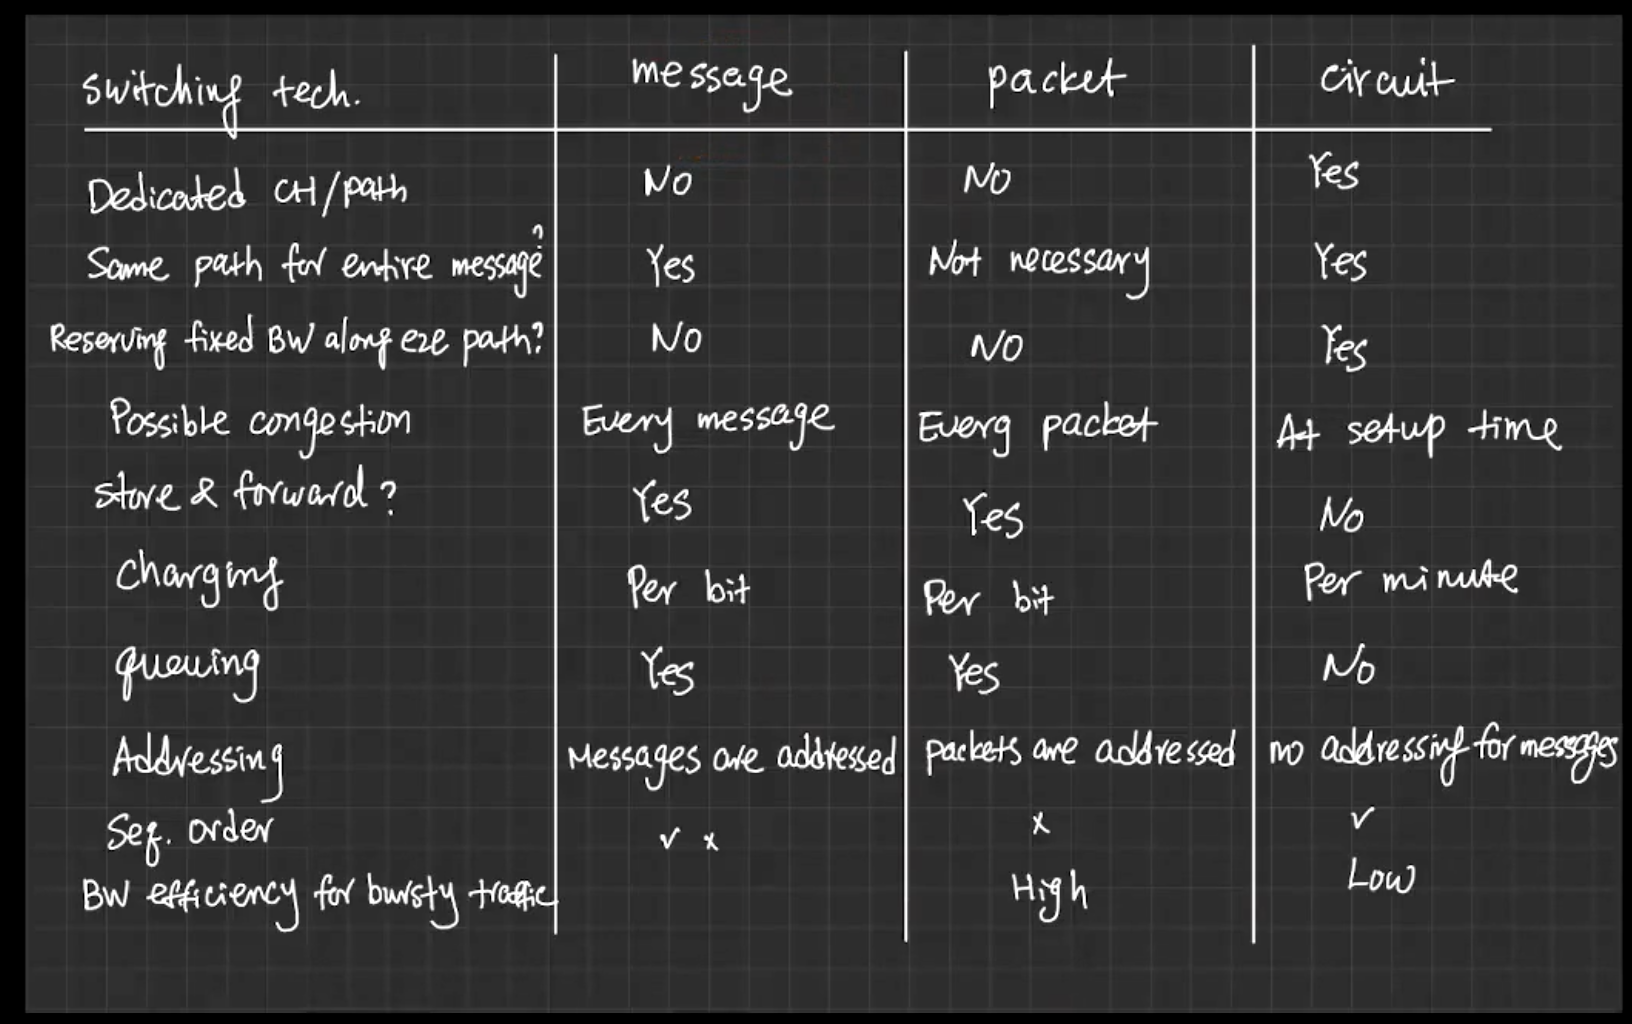 switching tech. message packet circuit
Dedicated CH/path No No Yes
Same path for entire message? Yes Not necessary Yes
Reserving fixed BW along e2e path? No No Yes
Possible congestion Every message Every packet At setup time
store & forward? Yes Yes No
Charging Per bit Per bit Per minute
queuing Yes Yes No
Addressing Messages are addressed packets are addressed no addressing for messages
Seq. order ✓ x x ✓
BW efficiency for bursty traffic High Low